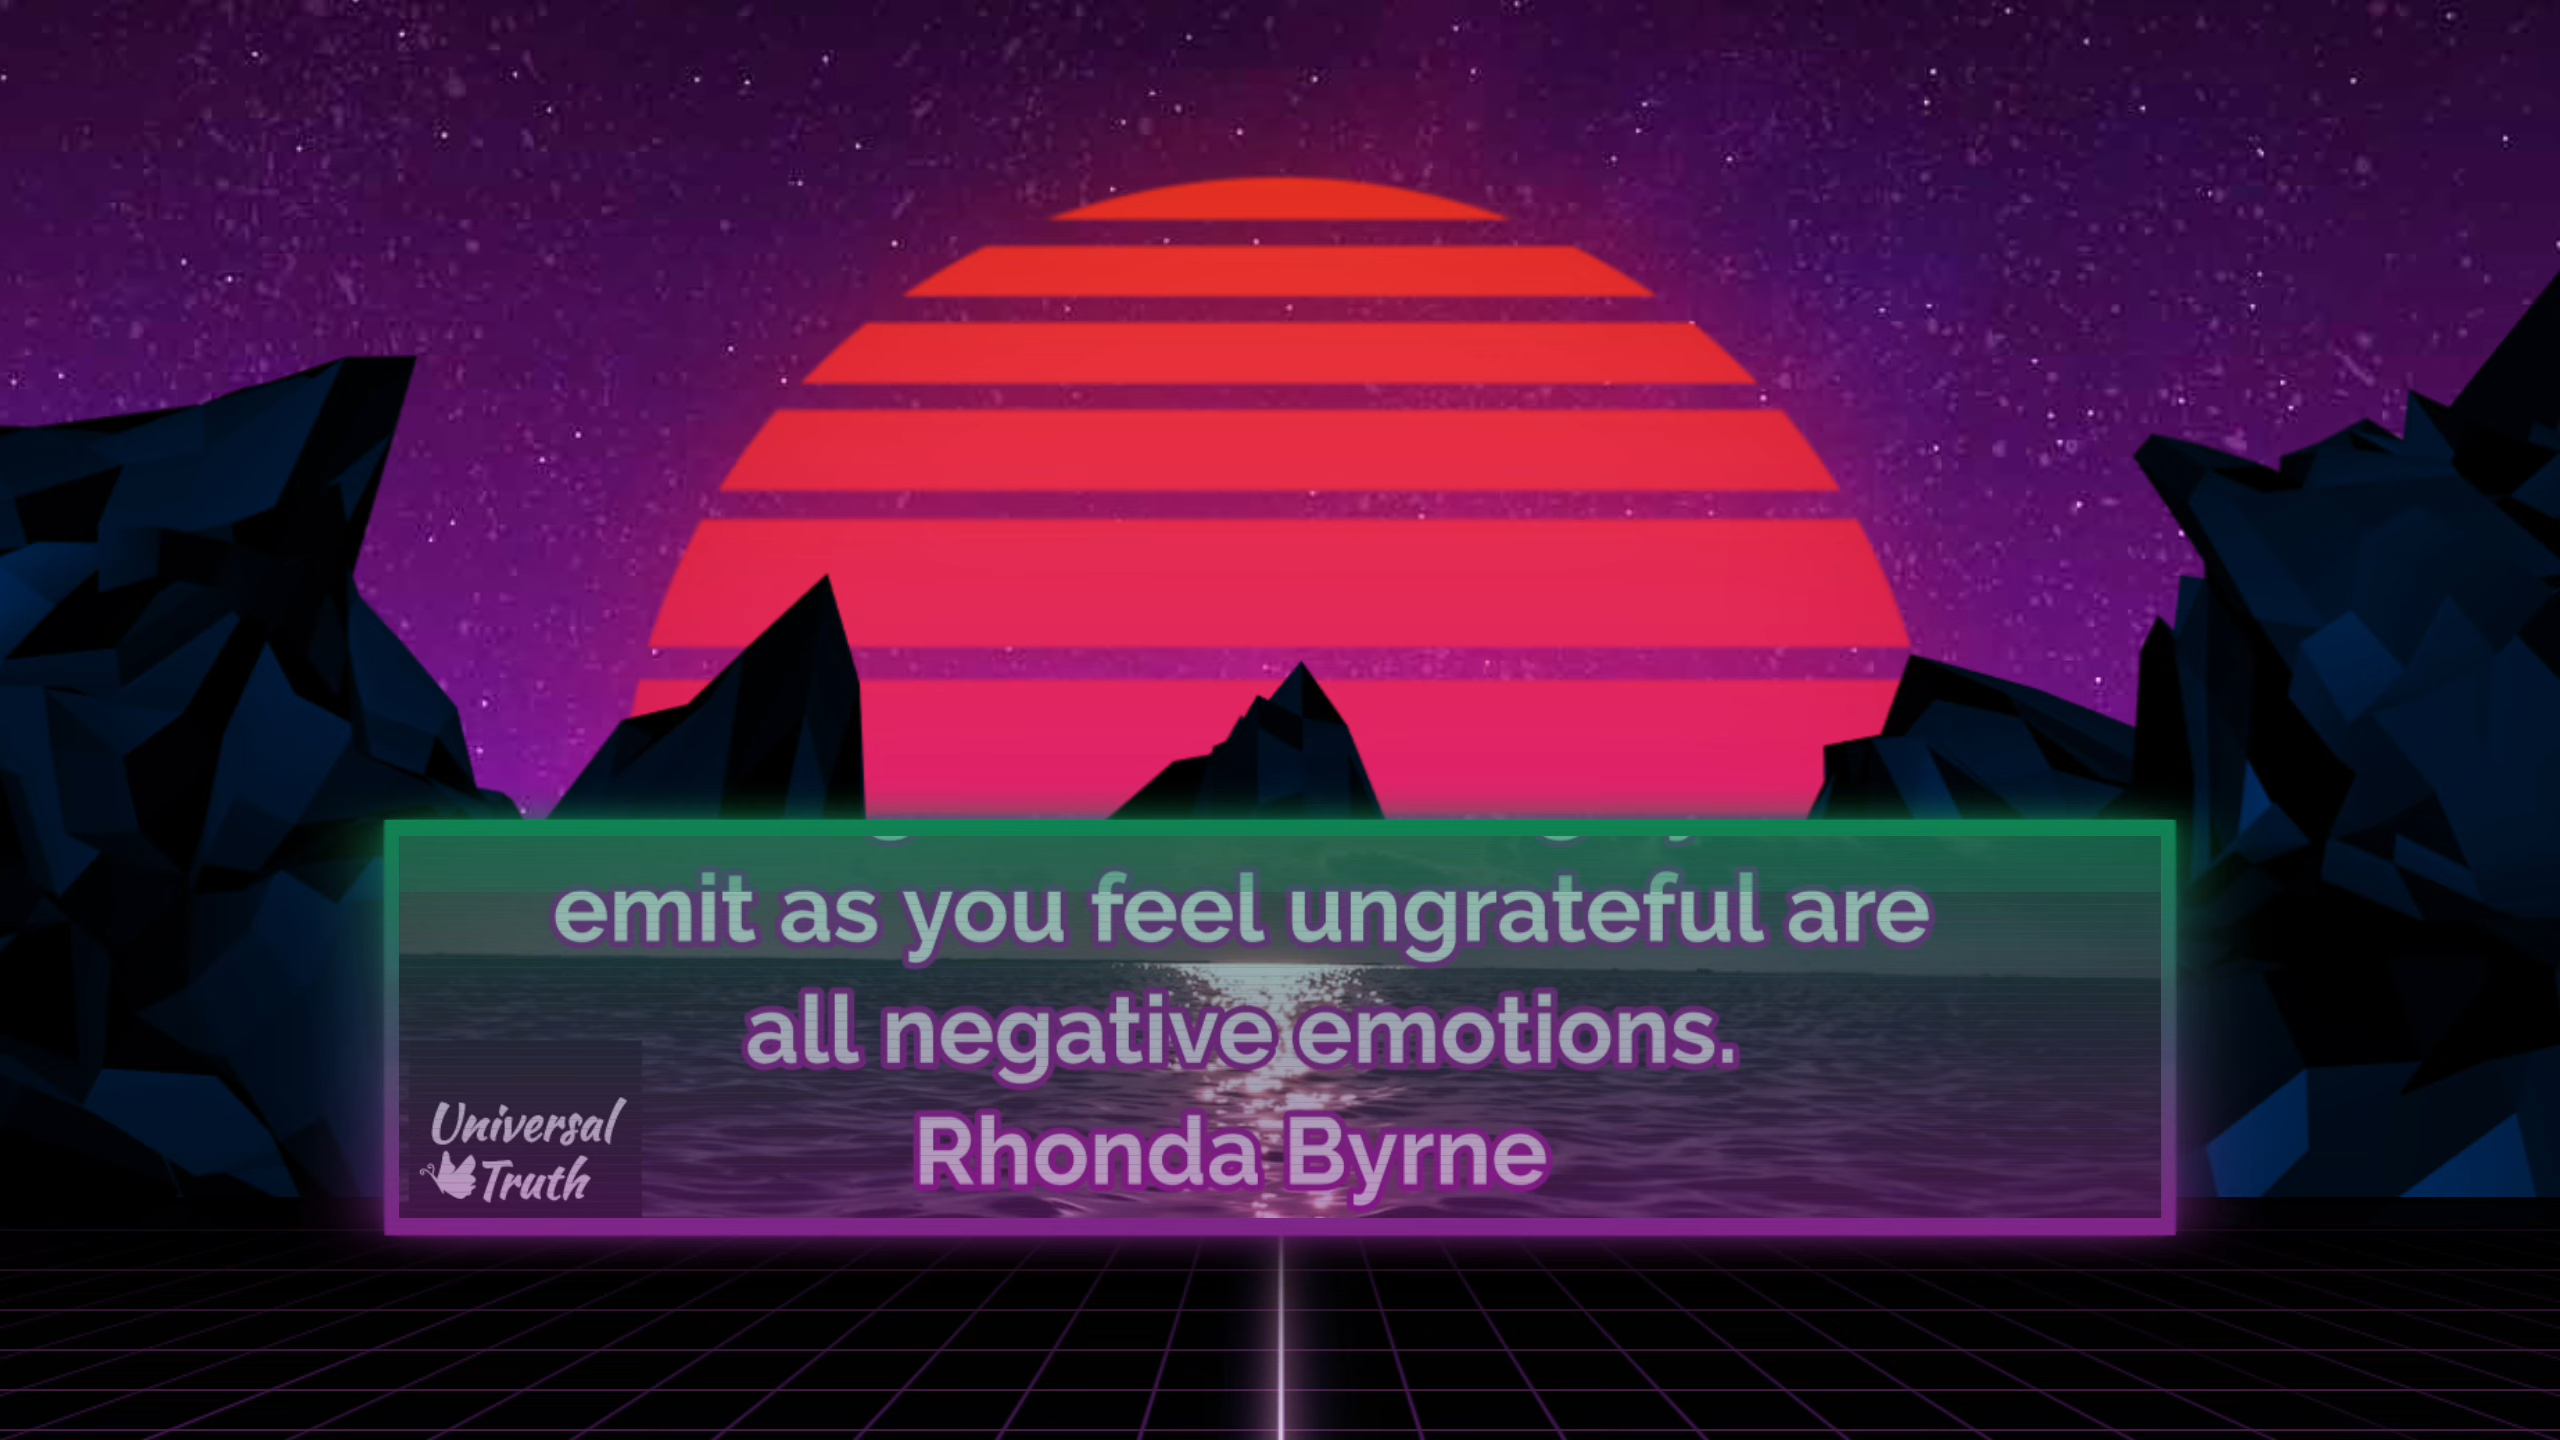 emit as you feel ungrateful are
all negative emotions.
Rhonda Byrne
Universal
Truth